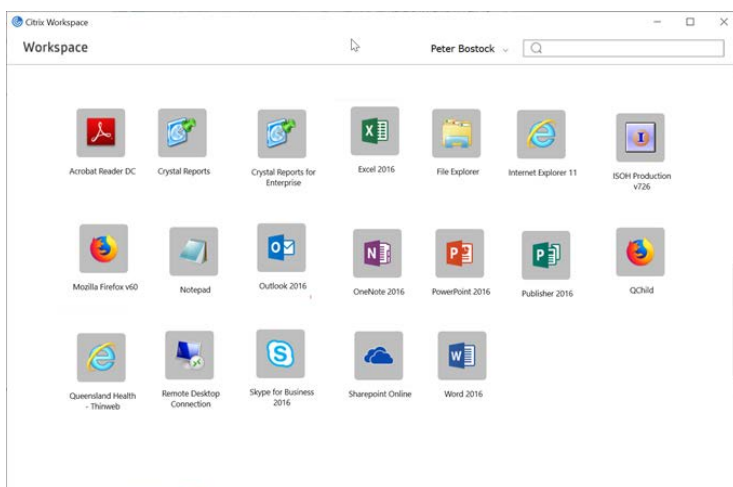 Citrix Workspace
Workspace
Peter Bostock
Acrobat Reader DC
Crystal Reports
Crystal Reports for
Enterprise
Excel 2016
File Explorer
Internet Explorer 11
ISOH Production
v726
Mozilla Firefox v60
Notepad
Outlook 2016
OneNote 2016
PowerPoint 2016
Publisher 2016
QChild
Queensland Health
- Thinweb
Remote Desktop
Connection
Skype for Business
2016
Sharepoint Online
Word 2016